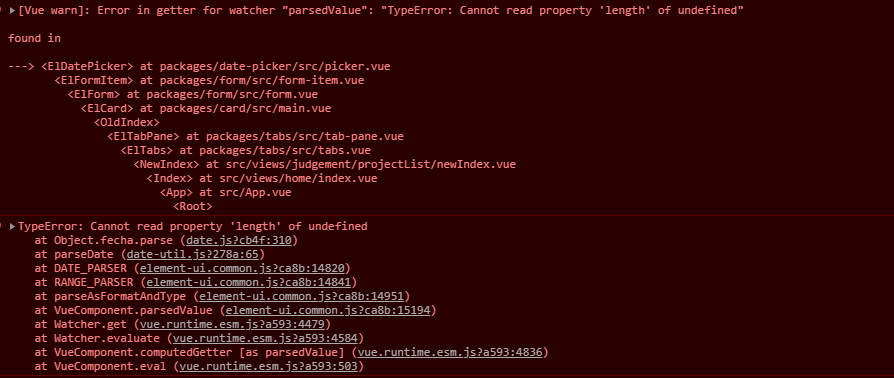 ▶[Vue warn]: Error in getter for watcher "parsedValue": "TypeError: Cannot read property 'length' of undefined"
found in
---> <ElDatePicker> at packages/date-picker/src/picker.vue
<ElFormItem> at packages/form/src/form-item.vue
<ElForm> at packages/form/src/form.vue
<ElCard> at packages/card/src/main.vue
<OldIndex>
<ElTabPane> at packages/tabs/src/tab-pane.vue
<ElTabs> at packages/tabs/src/tabs.vue
<NewIndex> at src/views/judgement/projectList/newIndex.vue
<Index> at src/views/home/index.vue
<App> at src/App.vue
<Root>
▶TypeError: Cannot read property 'length' of undefined
at Object.fecha.parse (date.js?cb4f:310)
at parseDate (date-util.js?278a:65)
at DATE_PARSER (element-ui.common.js?ca8b:14820)
at RANGE_PARSER (element-ui.common.js?ca8b:14841)
at parseAsFormatAndType (element-ui.common.js?ca8b:14951)
at VueComponent.parsedValue (element-ui.common.js?ca8b:15194)
at Watcher.get (vue.runtime.esm.js?a593:4479)
at Watcher.evaluate (vue.runtime.esm.js?a593:4584)
at VueComponent.computedGetter [as parsedValue] (vue.runtime.esm.js?a593:4836)
at VueComponent.eval (vue.runtime.esm.js?a593:503)